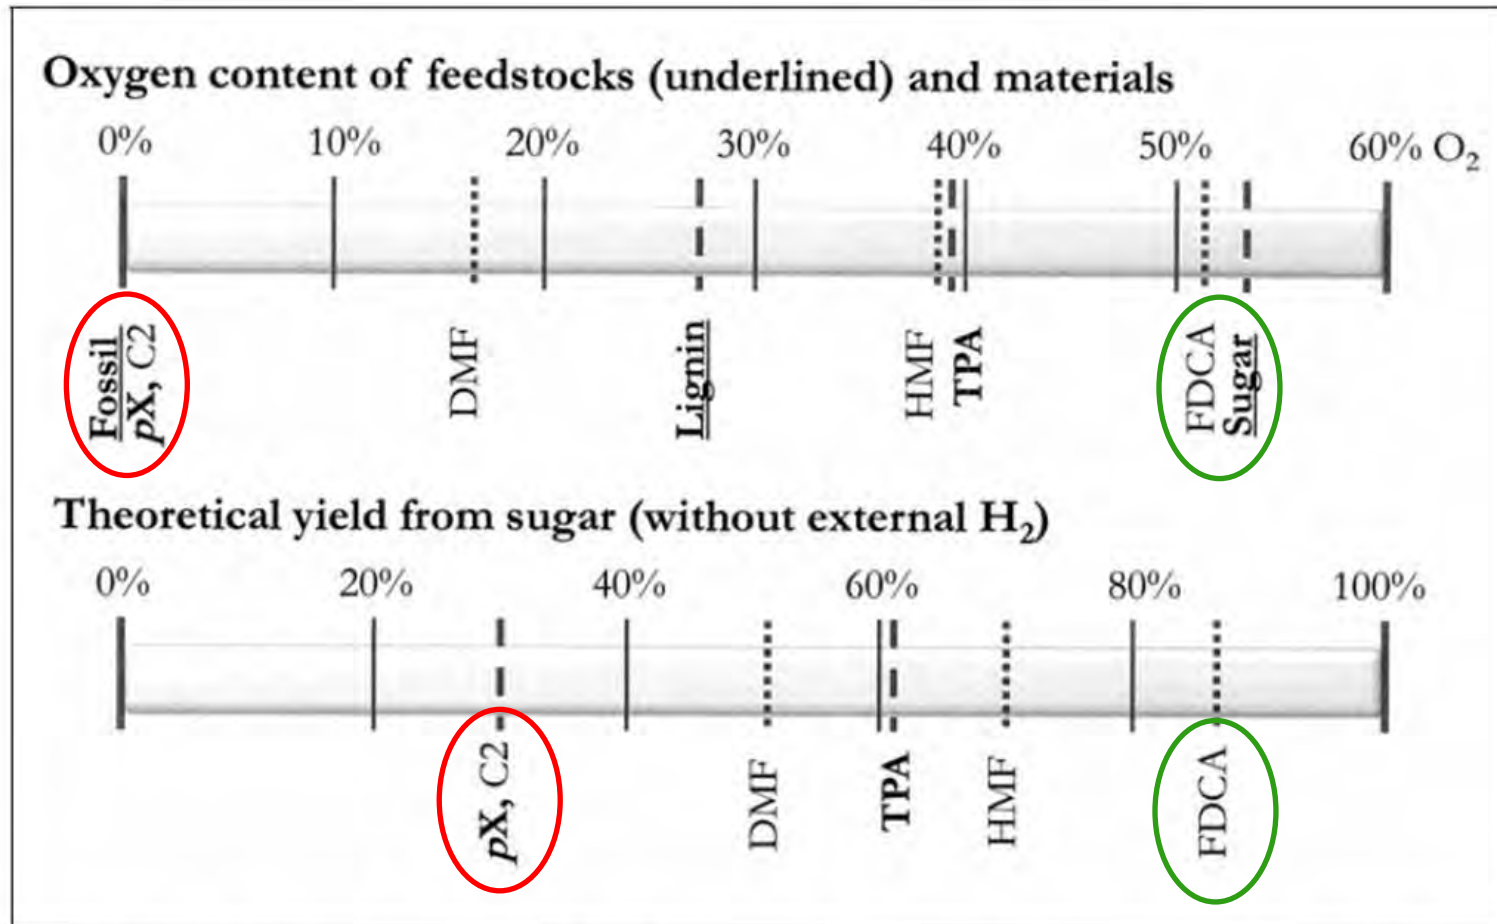 Oxygen content of feedstocks (underlined) and materials
0% 10% 20% 30% 40% 50% 60% O₂
Fossil
pX, C2
DMF
Lignin
HMF
TPA
FDCA
Sugar
Theoretical yield from sugar (without external H₂)
0% 20% 40% 60% 80% 100%
pX, C2
DMF
TPA
HMF
FDCA